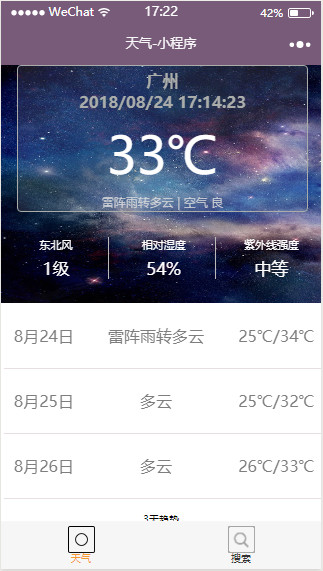 WeChat 17:22 42%
天气-小程序
广州
2018/08/24 17:14:23
33℃
雷阵雨转多云 | 空气 良
东北风 相对湿度 紫外线强度
1级 54% 中等
8月24日 雷阵雨转多云 25℃/34℃
8月25日 多云 25℃/32℃
8月26日 多云 26℃/33℃
3天趋势
天气 搜索